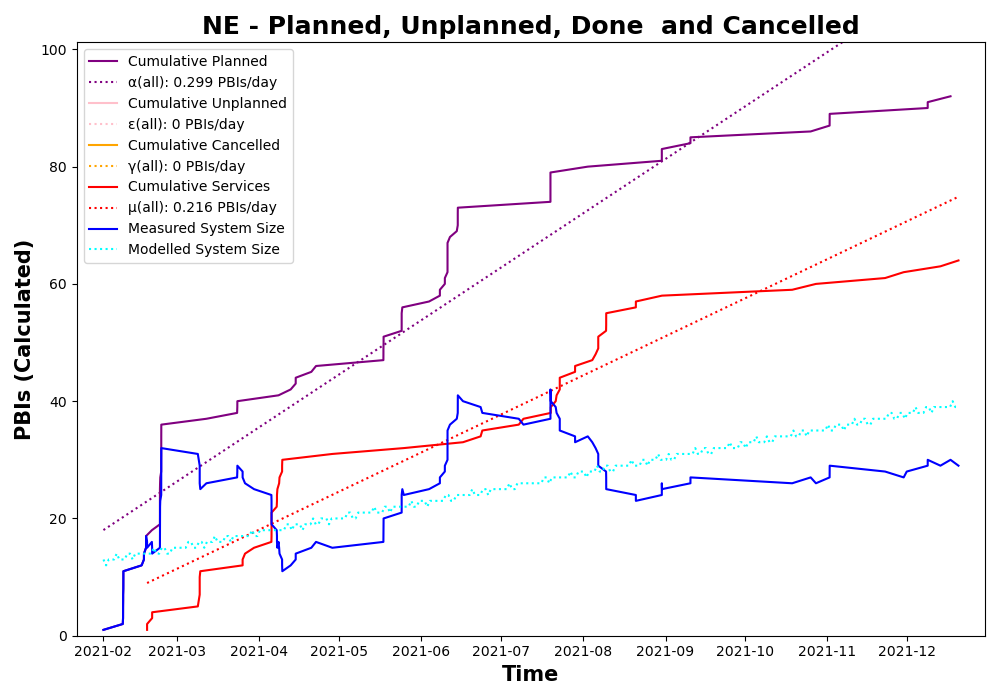 NE - Planned, Unplanned, Done  and Cancelled
PBIs (Calculated)
100
80
60
40
20
0
Cumulative Planned
α(all): 0.299 PBIs/day
Cumulative Unplanned
ε(all): 0 PBIs/day
Cumulative Cancelled
γ(all): 0 PBIs/day
Cumulative Services
μ(all): 0.216 PBIs/day
Measured System Size
Modelled System Size
2021-02 2021-03 2021-04 2021-05 2021-06 2021-07 2021-08 2021-09 2021-10 2021-11 2021-12
Time